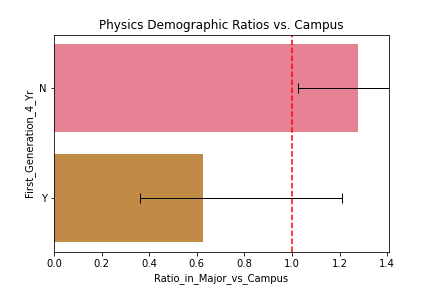 Physics Demographic Ratios vs. Campus
First_Generation_4_Yr
N
Y
0.0 0.2 0.4 0.6 0.8 1.0 1.2 1.4
Ratio_in_Major_vs_Campus